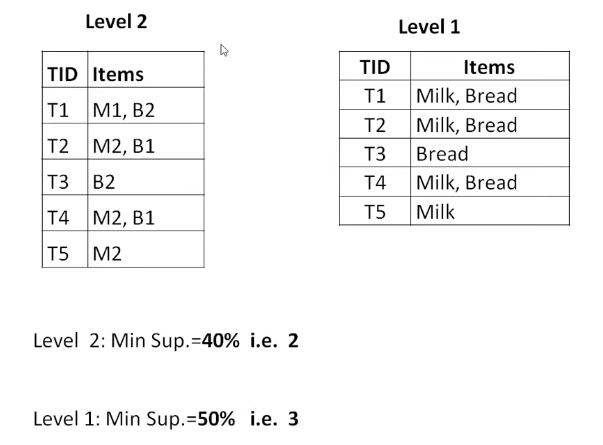 Level 2
TID Items
T1 M1, B2
T2 M2, B1
T3 B2
T4 M2, B1
T5 M2
Level 1
TID Items
T1 Milk, Bread
T2 Milk, Bread
T3 Bread
T4 Milk, Bread
T5 Milk
Level 2: Min Sup.=40% i.e. 2
Level 1: Min Sup.=50% i.e. 3